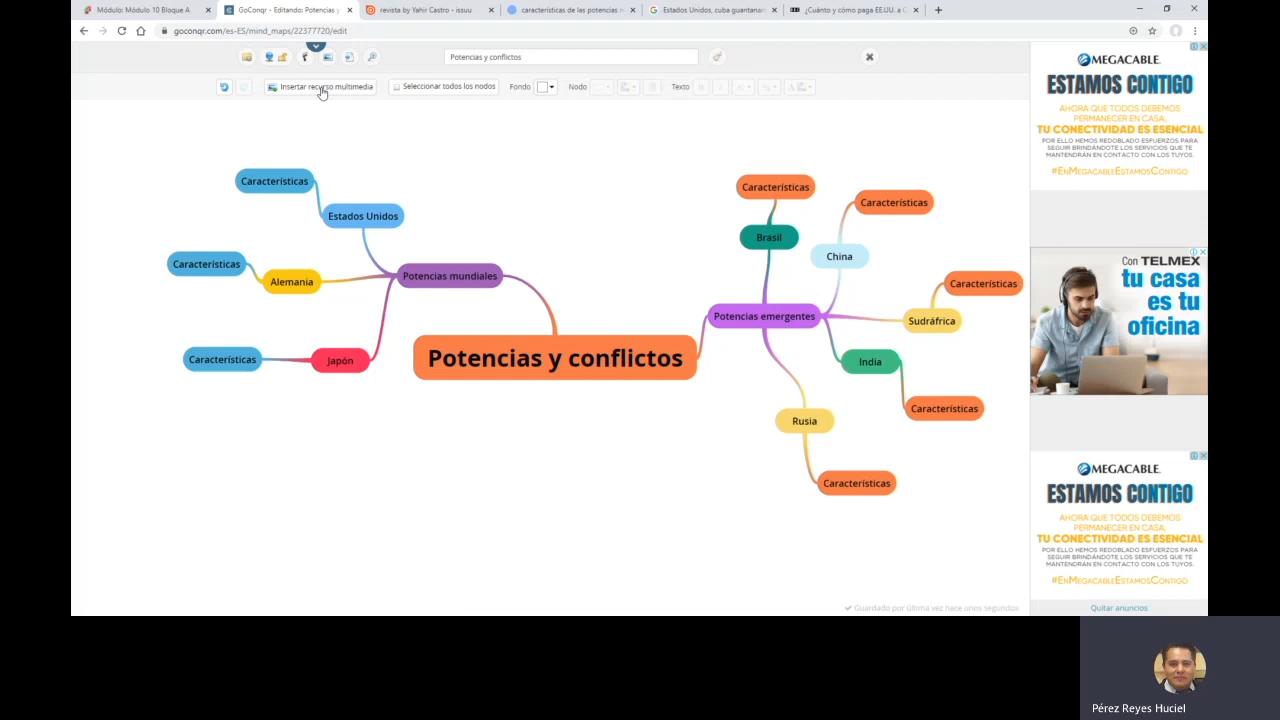 Módulo: Módulo 10 Bloque A
GoConqr - Editando: Potencias y
revista by Yahir Castro - issuu
características de las potencias m
Estados Unidos, cuba guantanam
¿Cuánto y cómo paga EE.UU. a C
goconqr.com/es-ES/mind_maps/22377720/edit
Potencias y conflictos
Insertar recurso multimedia
Seleccionar todos los nodos
Fondo
Nodo
Texto
Características
Estados Unidos
Características
Alemania
Potencias mundiales
Características
Japón
Potencias y conflictos
Características
Brasil
Características
China
Características
Potencias emergentes
Sudráfrica
India
Características
Rusia
Características
Guardado por última vez hace unos segundos
MEGACABLE
ESTAMOS CONTIGO
AHORA QUE TODOS DEBEMOS
PERMANECER EN CASA,
TU CONECTIVIDAD ES ESENCIAL
POR ELLO HEMOS REDOBLADO ESFUERZOS PARA
SEGUIR BRINDÁNDOTE LOS SERVICIOS QUE TE
MANTENDRÁN EN CONTACTO CON LOS TUYOS.
#EnMegacableEstamosContigo
Con TELMEX
tu casa
es tu
oficina
MEGACABLE
ESTAMOS CONTIGO
AHORA QUE TODOS DEBEMOS
PERMANECER EN CASA,
TU CONECTIVIDAD ES ESENCIAL
POR ELLO HEMOS REDOBLADO ESFUERZOS PARA
SEGUIR BRINDÁNDOTE LOS SERVICIOS QUE TE
MANTENDRÁN EN CONTACTO CON LOS TUYOS.
#EnMegacableEstamosContigo
Quitar anuncios
Pérez Reyes Huciel